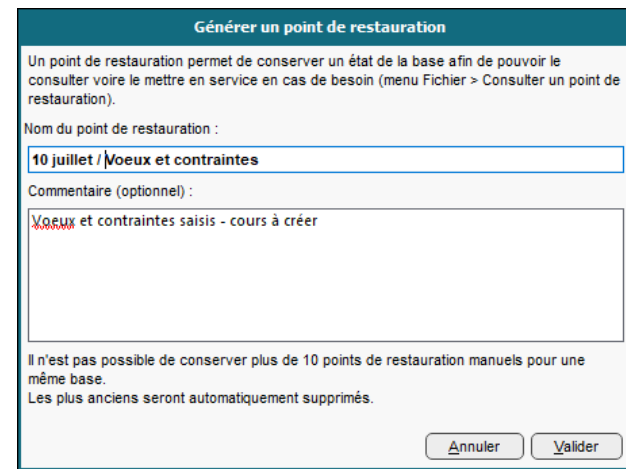 Générer un point de restauration
Un point de restauration permet de conserver un état de la base afin de pouvoir le
consulter voire le mettre en service en cas de besoin (menu Fichier > Consulter un point de
restauration).
Nom du point de restauration :
10 juillet / Voeux et contraintes
Commentaire (optionnel) :
Voeux et contraintes saisis - cours à créer
Il n'est pas possible de conserver plus de 10 points de restauration manuels pour une
même base.
Les plus anciens seront automatiquement supprimés.
Annuler Valider